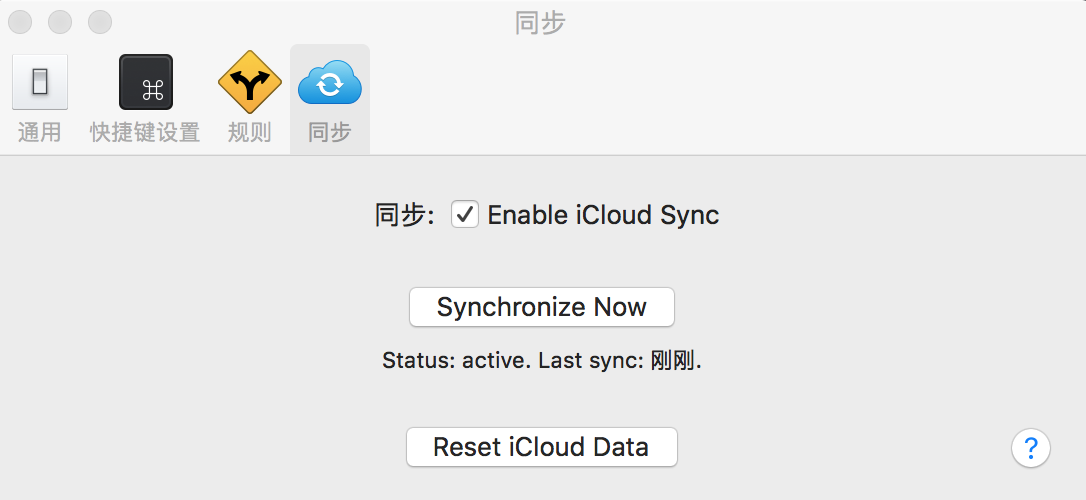 同步
通用 快捷键设置 规则 同步
同步: Enable iCloud Sync
Synchronize Now
Status: active. Last sync: 刚刚.
Reset iCloud Data
?